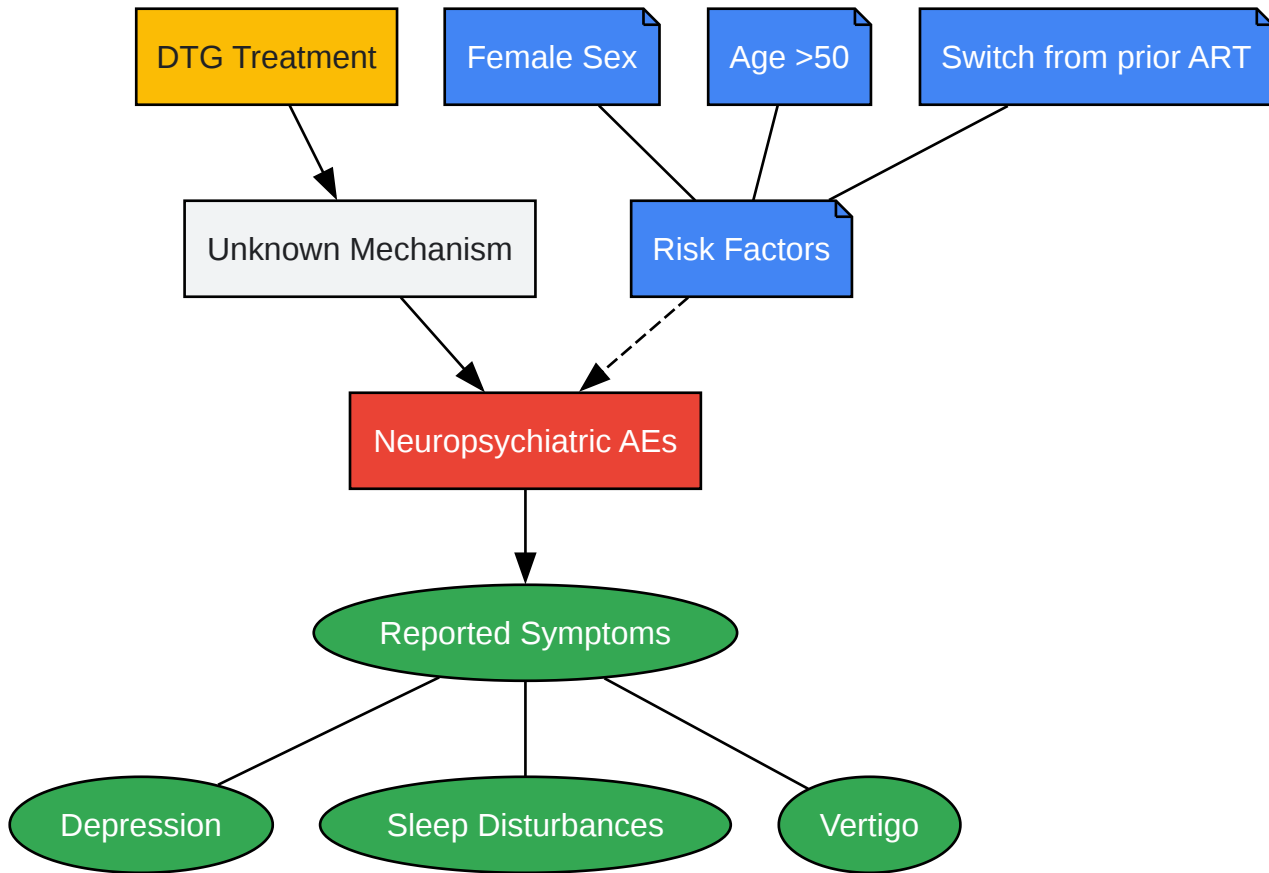 DTG Treatment
Female Sex
Age >50
Switch from prior ART
Unknown Mechanism
Risk Factors
Neuropsychiatric AEs
Reported Symptoms
Depression
Sleep Disturbances
Vertigo